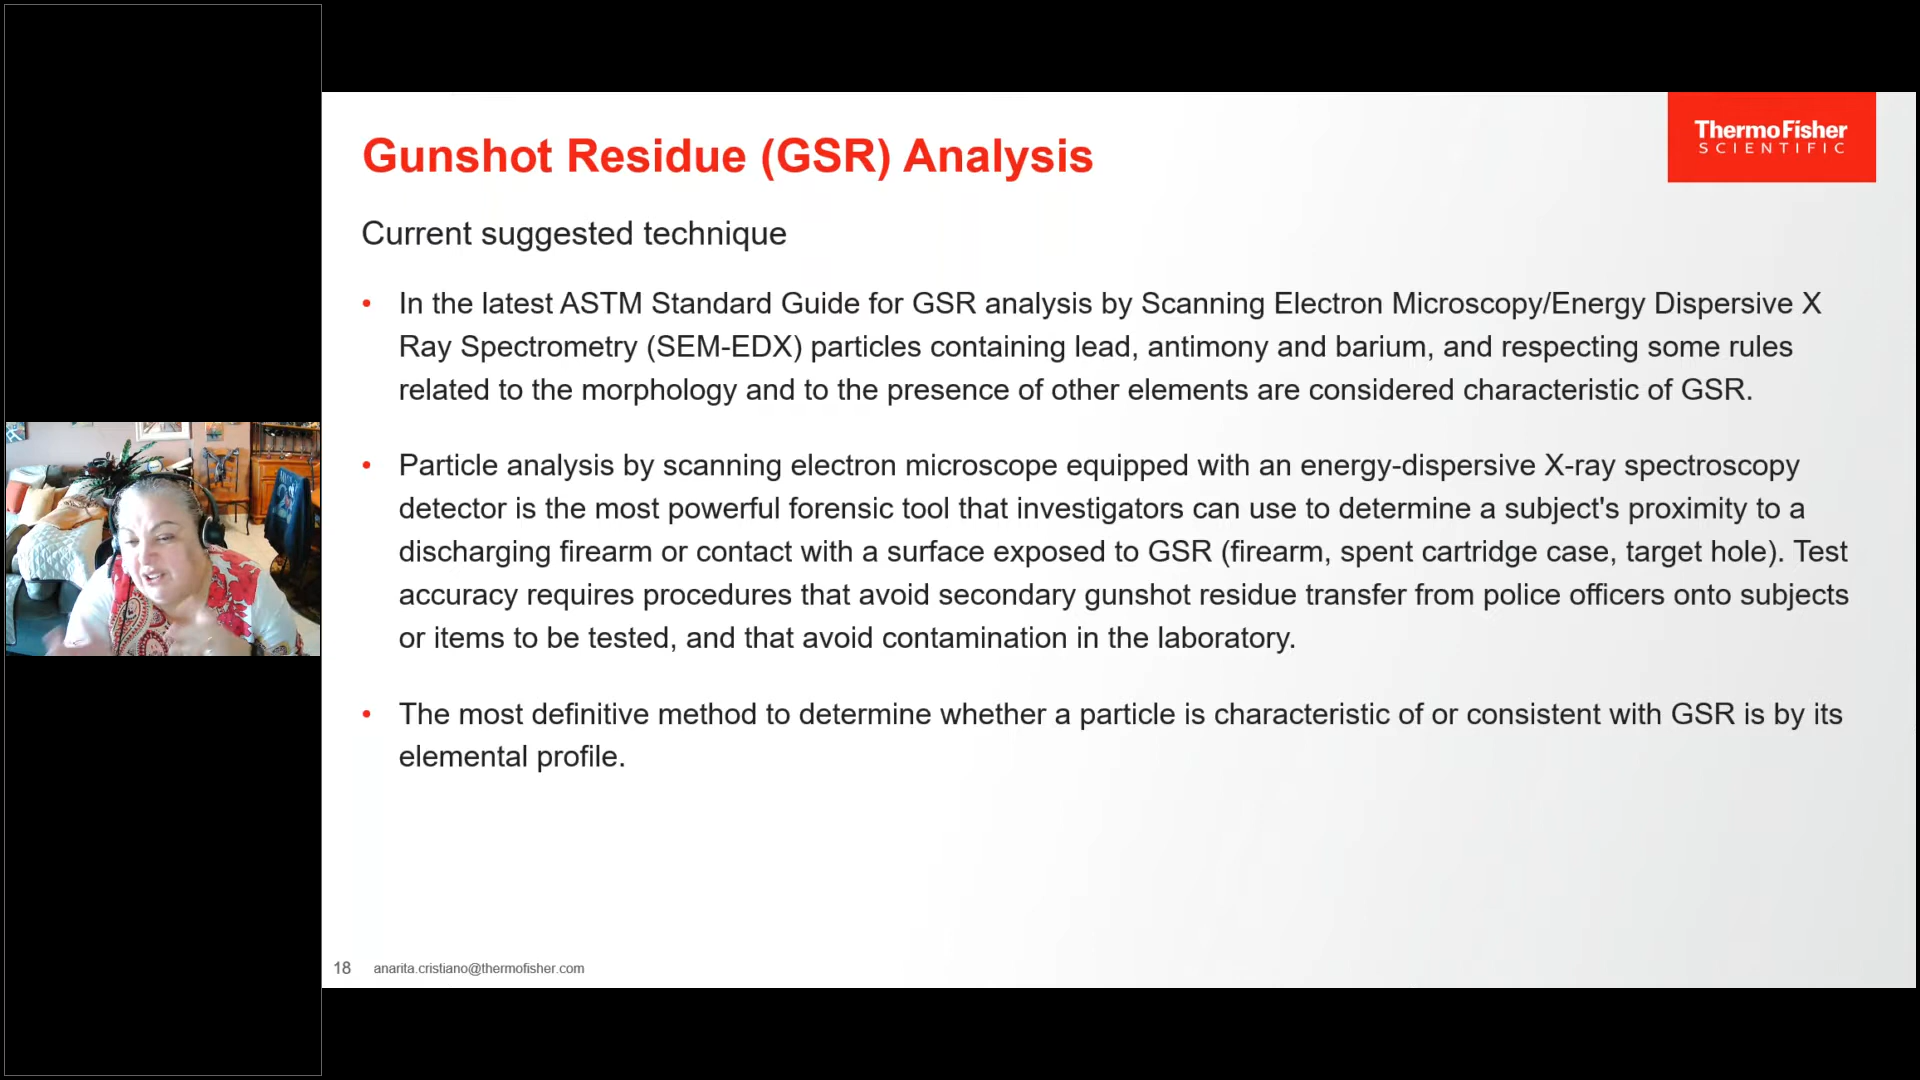 ThermoFisher
SCIENTIFIC
Gunshot Residue (GSR) Analysis
Current suggested technique
• In the latest ASTM Standard Guide for GSR analysis by Scanning Electron Microscopy/Energy Dispersive X
Ray Spectrometry (SEM-EDX) particles containing lead, antimony and barium, and respecting some rules
related to the morphology and to the presence of other elements are considered characteristic of GSR.
• Particle analysis by scanning electron microscope equipped with an energy-dispersive X-ray spectroscopy
detector is the most powerful forensic tool that investigators can use to determine a subject's proximity to a
discharging firearm or contact with a surface exposed to GSR (firearm, spent cartridge case, target hole). Test
accuracy requires procedures that avoid secondary gunshot residue transfer from police officers onto subjects
or items to be tested, and that avoid contamination in the laboratory.
• The most definitive method to determine whether a particle is characteristic of or consistent with GSR is by its
elemental profile.
18 anarita.cristiano@thermofisher.com